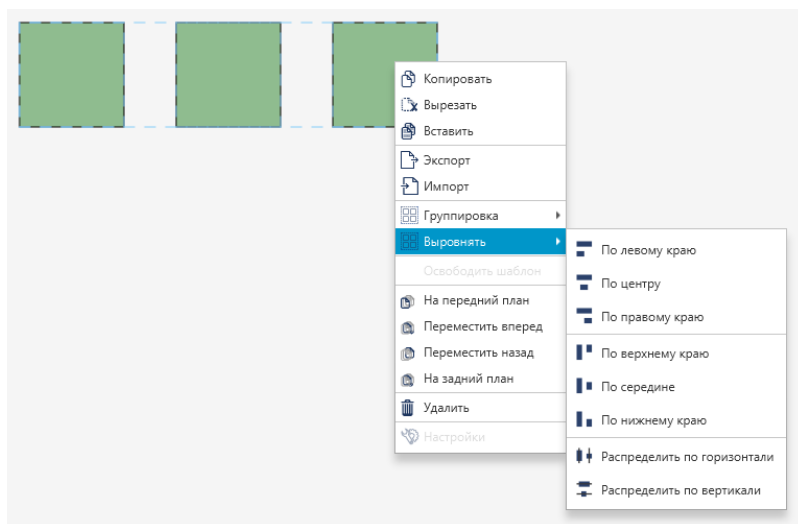 Копировать
Вырезать
Вставить
Экспорт
Импорт
Группировка
Выровнять
Освободить шаблон
На передний план
Переместить вперед
Переместить назад
На задний план
Удалить
Настройки
По левому краю
По центру
По правому краю
По верхнему краю
По середине
По нижнему краю
Распределить по горизонтали
Распределить по вертикали